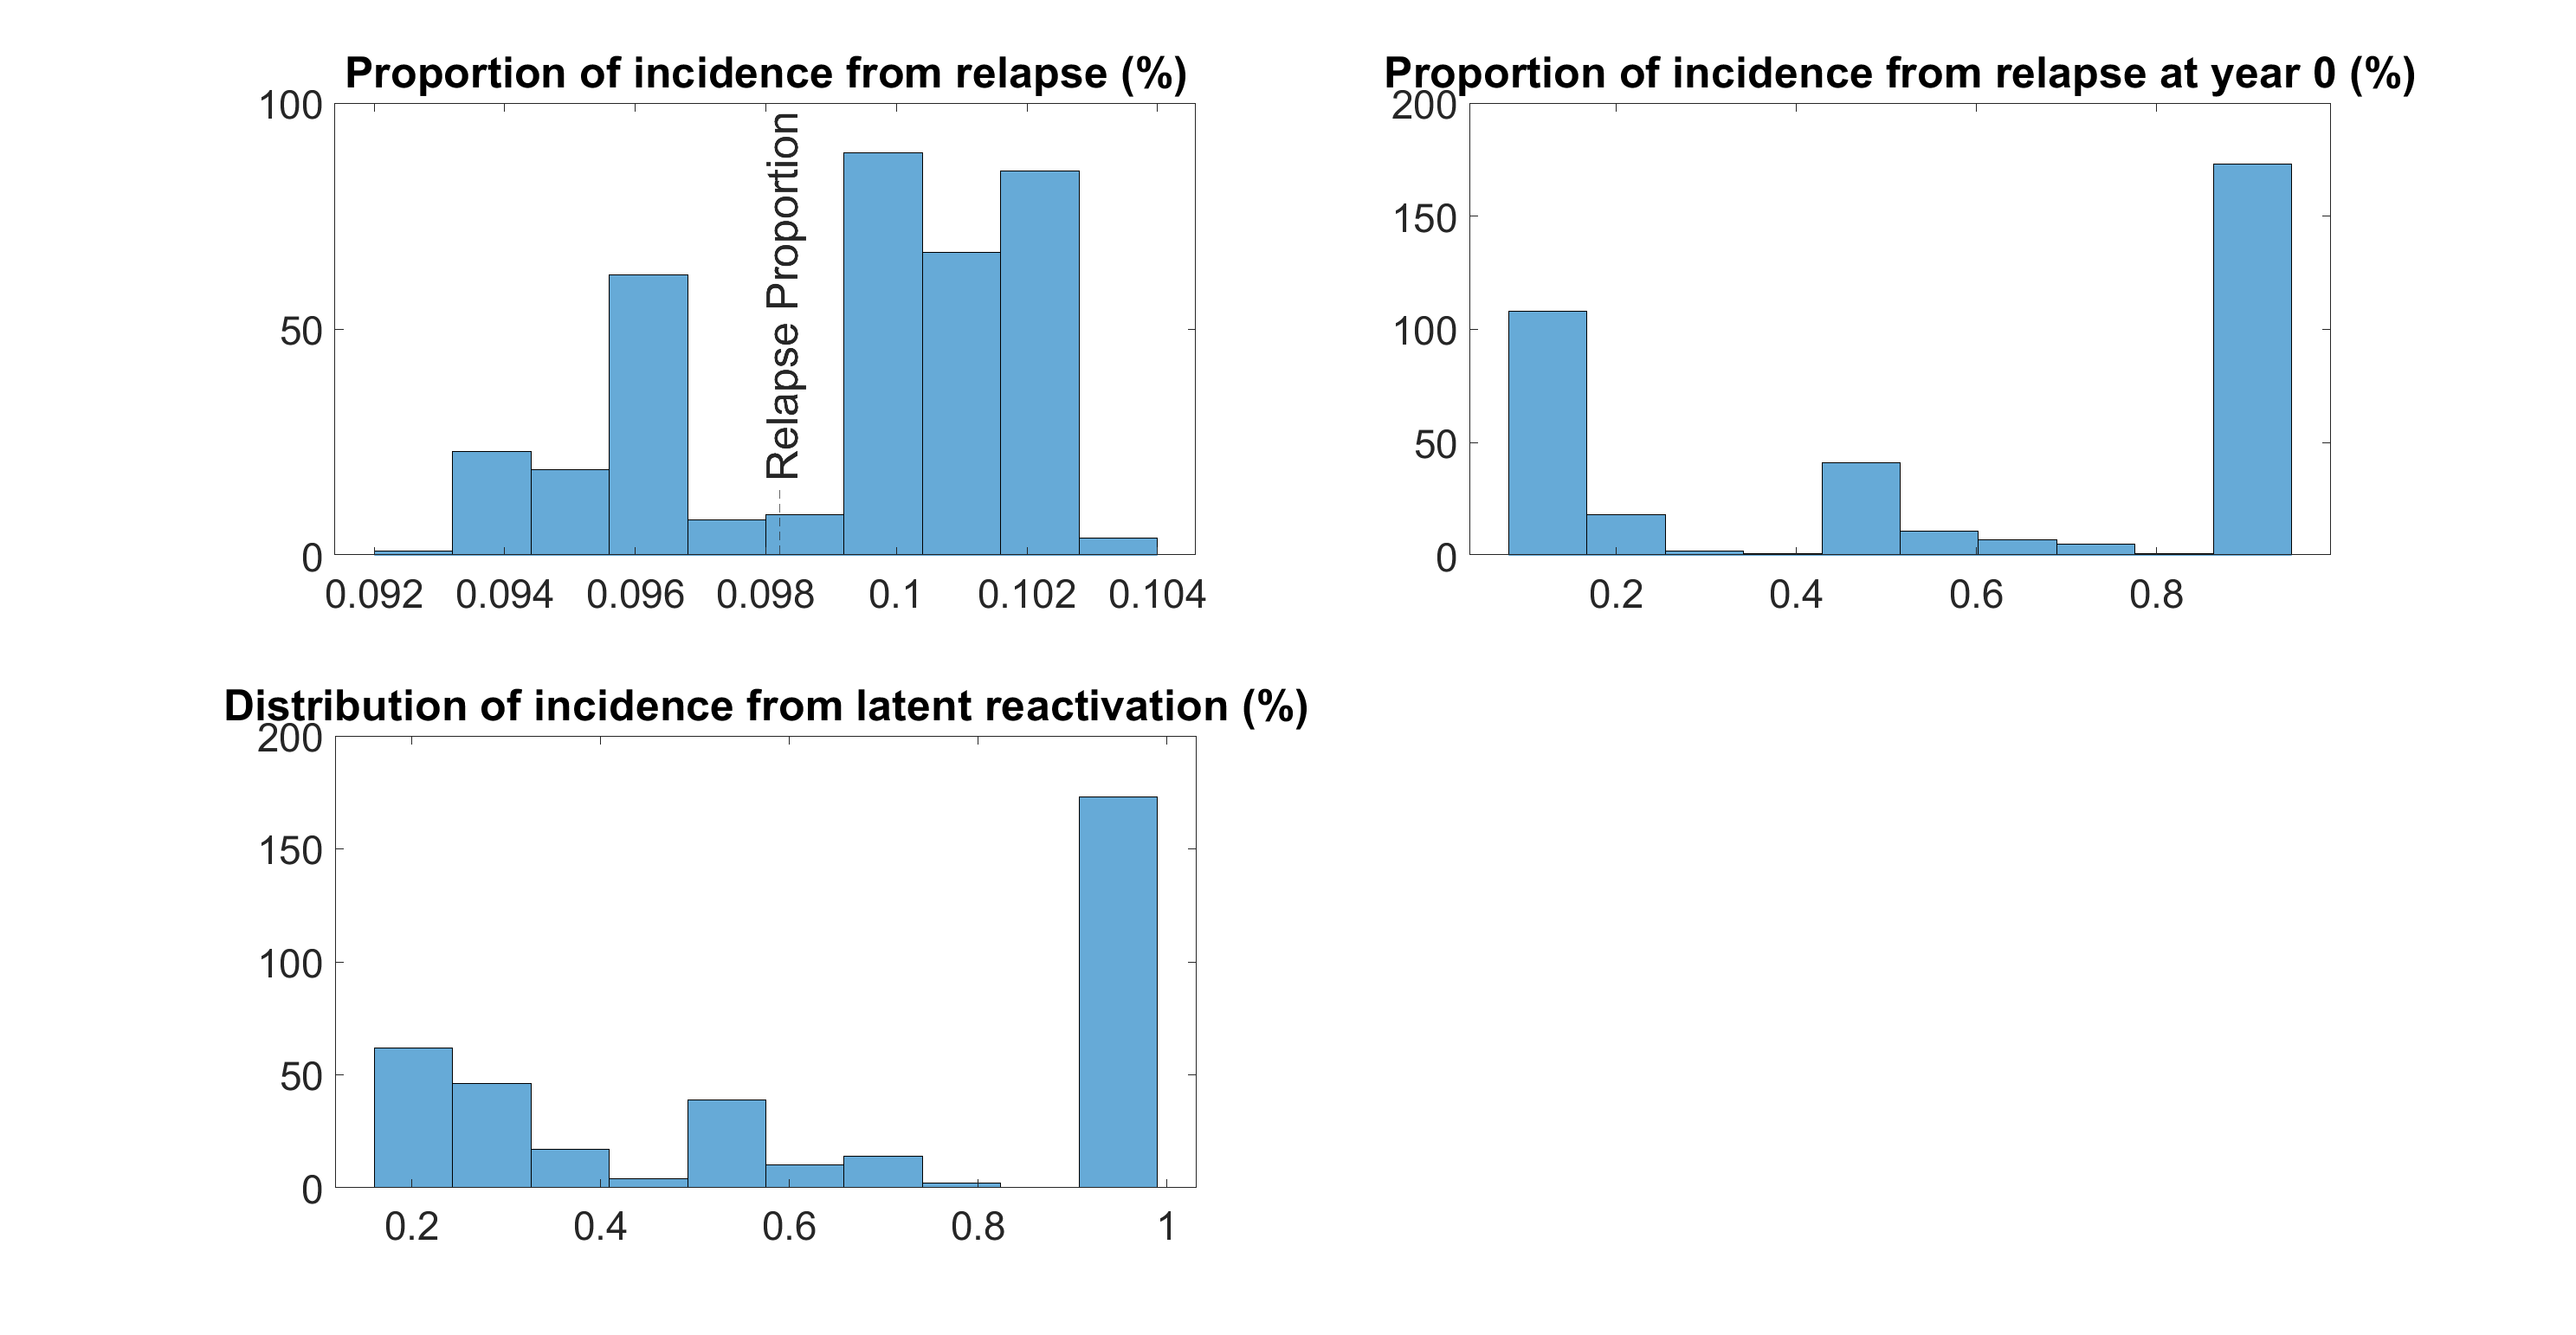 Proportion of incidence from relapse (%)
100
50
0
Relapse Proportion
0.092 0.094 0.096 0.098 0.1 0.102 0.104
Proportion of incidence from relapse at year 0 (%)
200
150
100
50
0
0.2 0.4 0.6 0.8
Distribution of incidence from latent reactivation (%)
200
150
100
50
0
0.2 0.4 0.6 0.8 1